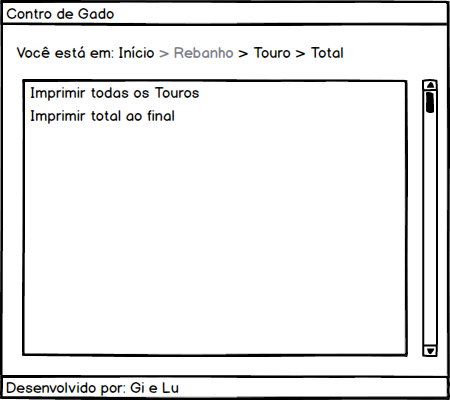 Contro de Gado
Você está em: Início > Rebanho > Touro > Total
Imprimir todas os Touros
Imprimir total ao final
Desenvolvido por: Gi e Lu